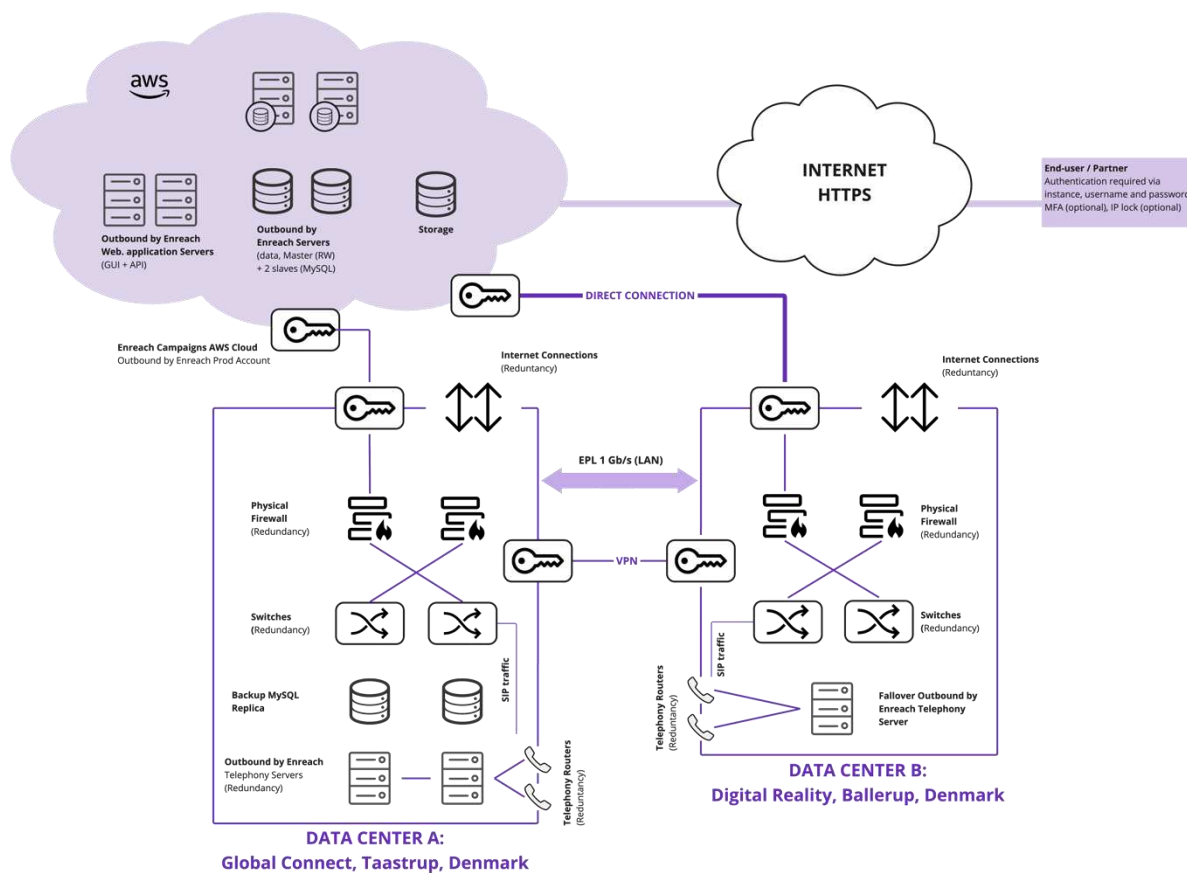 aws
Outbound by Enreach
Web. application Servers
(GUI + API)
Outbound by
Enreach Servers
(data, Master (RW)
+ 2 slaves (MySQL)
Storage
INTERNET
HTTPS
End-user / Partner
Authentication required via
instance, username and password,
MFA (optional), IP lock (optional)
DIRECT CONNECTION
Enreach Campaigns AWS Cloud
Outbound by Enreach Prod Account
Internet Connections
(Reduntancy)
Internet Connections
(Reduntancy)
EPL 1 Gb/s (LAN)
Physical
Firewall
(Redundancy)
Physical
Firewall
(Redundancy)
VPN
Switches
(Redundancy)
Switches
(Redundancy)
SIP traffic
SIP traffic
Backup MySQL
Replica
Telephony Routers
(Reduntancy)
Fallover Outbound by
Enreach Telephony
Server
Outbound by Enreach
Telephony Servers
(Redundancy)
Telephony Routers
(Reduntancy)
DATA CENTER B:
Digital Reality, Ballerup, Denmark
DATA CENTER A:
Global Connect, Taastrup, Denmark